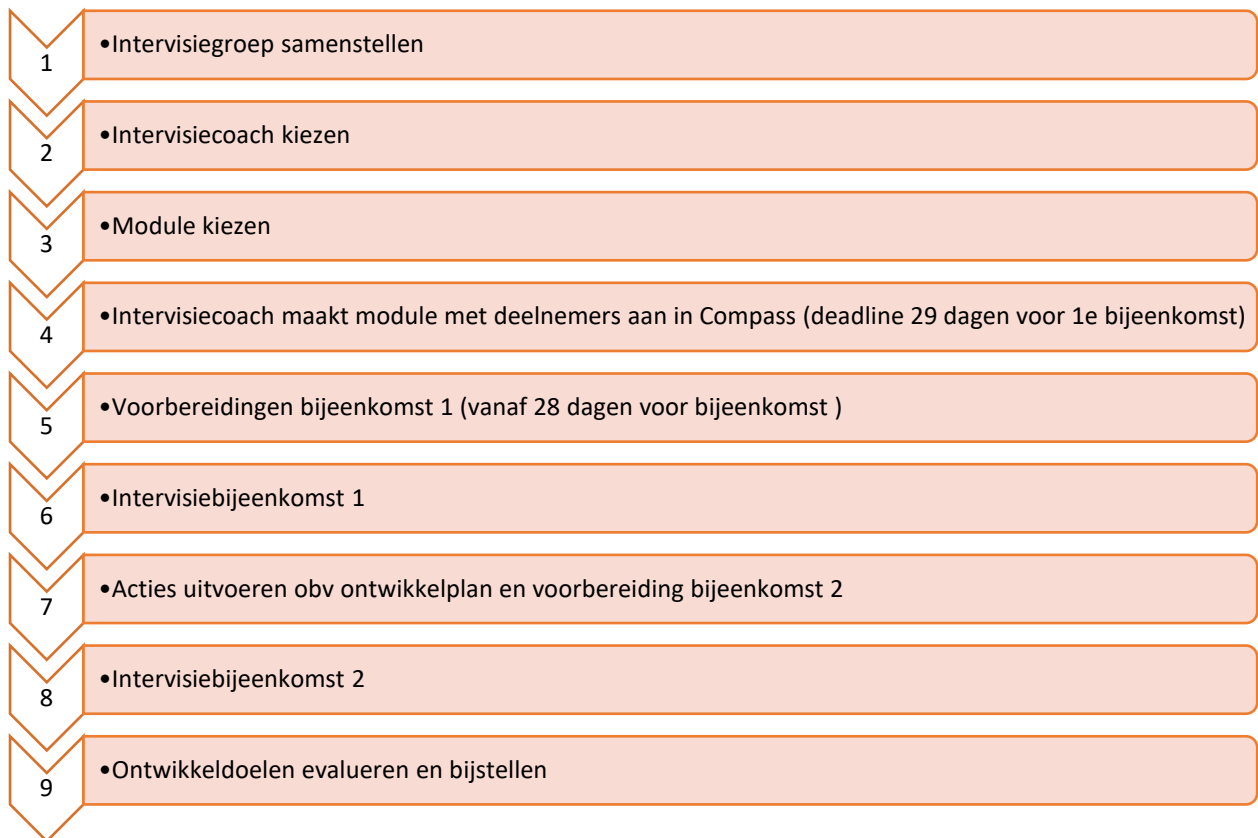 1
•Intervisiegroep samenstellen
2
•Intervisiecoach kiezen
3
•Module kiezen
4
•Intervisiecoach maakt module met deelnemers aan in Compass (deadline 29 dagen voor 1e bijeenkomst)
5
•Voorbereidingen bijeenkomst 1 (vanaf 28 dagen voor bijeenkomst )
6
•Intervisiebijeenkomst 1
7
•Acties uitvoeren obv ontwikkelplan en voorbereiding bijeenkomst 2
8
•Intervisiebijeenkomst 2
9
•Ontwikkeldoelen evalueren en bijstellen